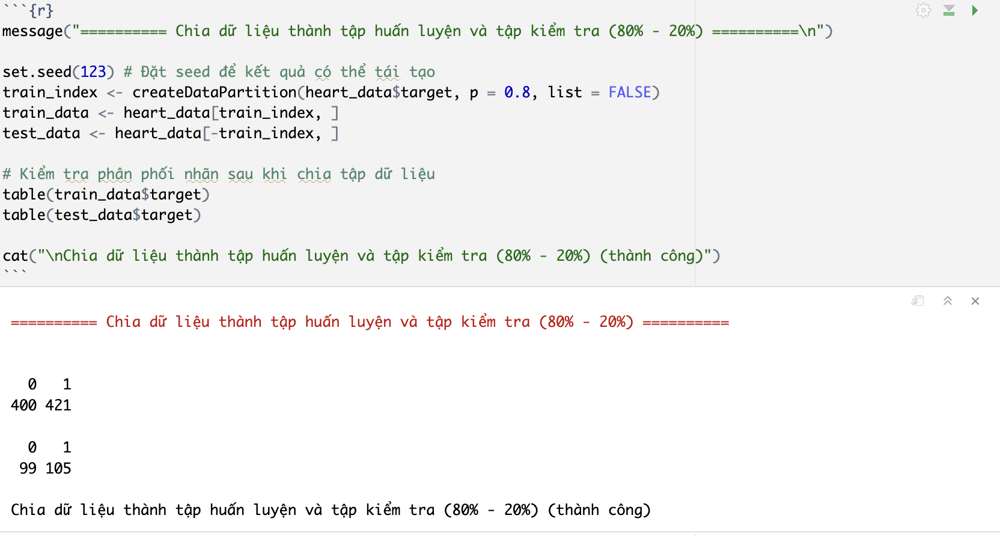 ```{r}
message("========== Chia dữ liệu thành tập huấn luyện và tập kiểm tra (80% - 20%) ==========\n")
set.seed(123) # Đặt seed để kết quả có thể tái tạo
train_index <- createDataPartition(heart_data$target, p = 0.8, list = FALSE)
train_data <- heart_data[train_index, ]
test_data <- heart_data[-train_index, ]
# Kiểm tra phân phối nhãn sau khi chia tập dữ liệu
table(train_data$target)
table(test_data$target)
cat("\nChia dữ liệu thành tập huấn luyện và tập kiểm tra (80% - 20%) (thành công)")
```
========== Chia dữ liệu thành tập huấn luyện và tập kiểm tra (80% - 20%) ==========
0 1
400 421
0 1
99 105
Chia dữ liệu thành tập huấn luyện và tập kiểm tra (80% - 20%) (thành công)